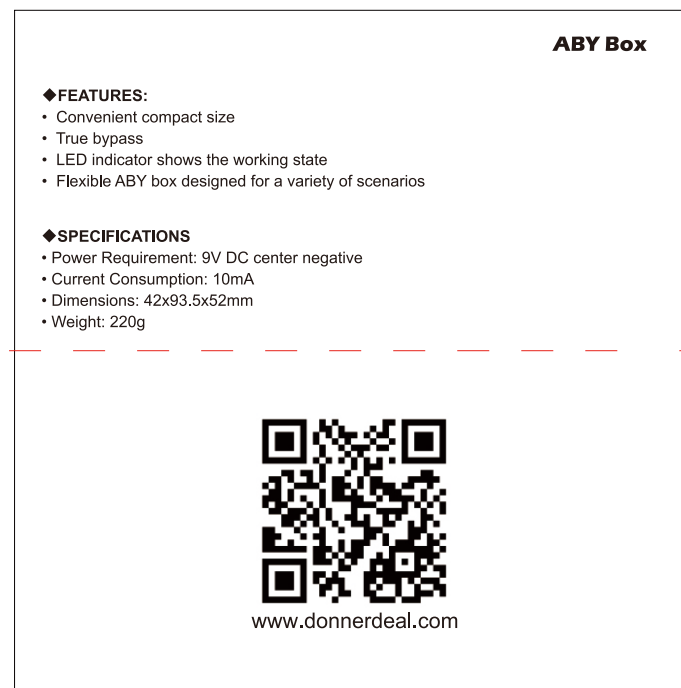 ABY Box
◆FEATURES:
• Convenient compact size
• True bypass
• LED indicator shows the working state
• Flexible ABY box designed for a variety of scenarios
◆SPECIFICATIONS
• Power Requirement: 9V DC center negative
• Current Consumption: 10mA
• Dimensions: 42x93.5x52mm
• Weight: 220g
www.donnerdeal.com